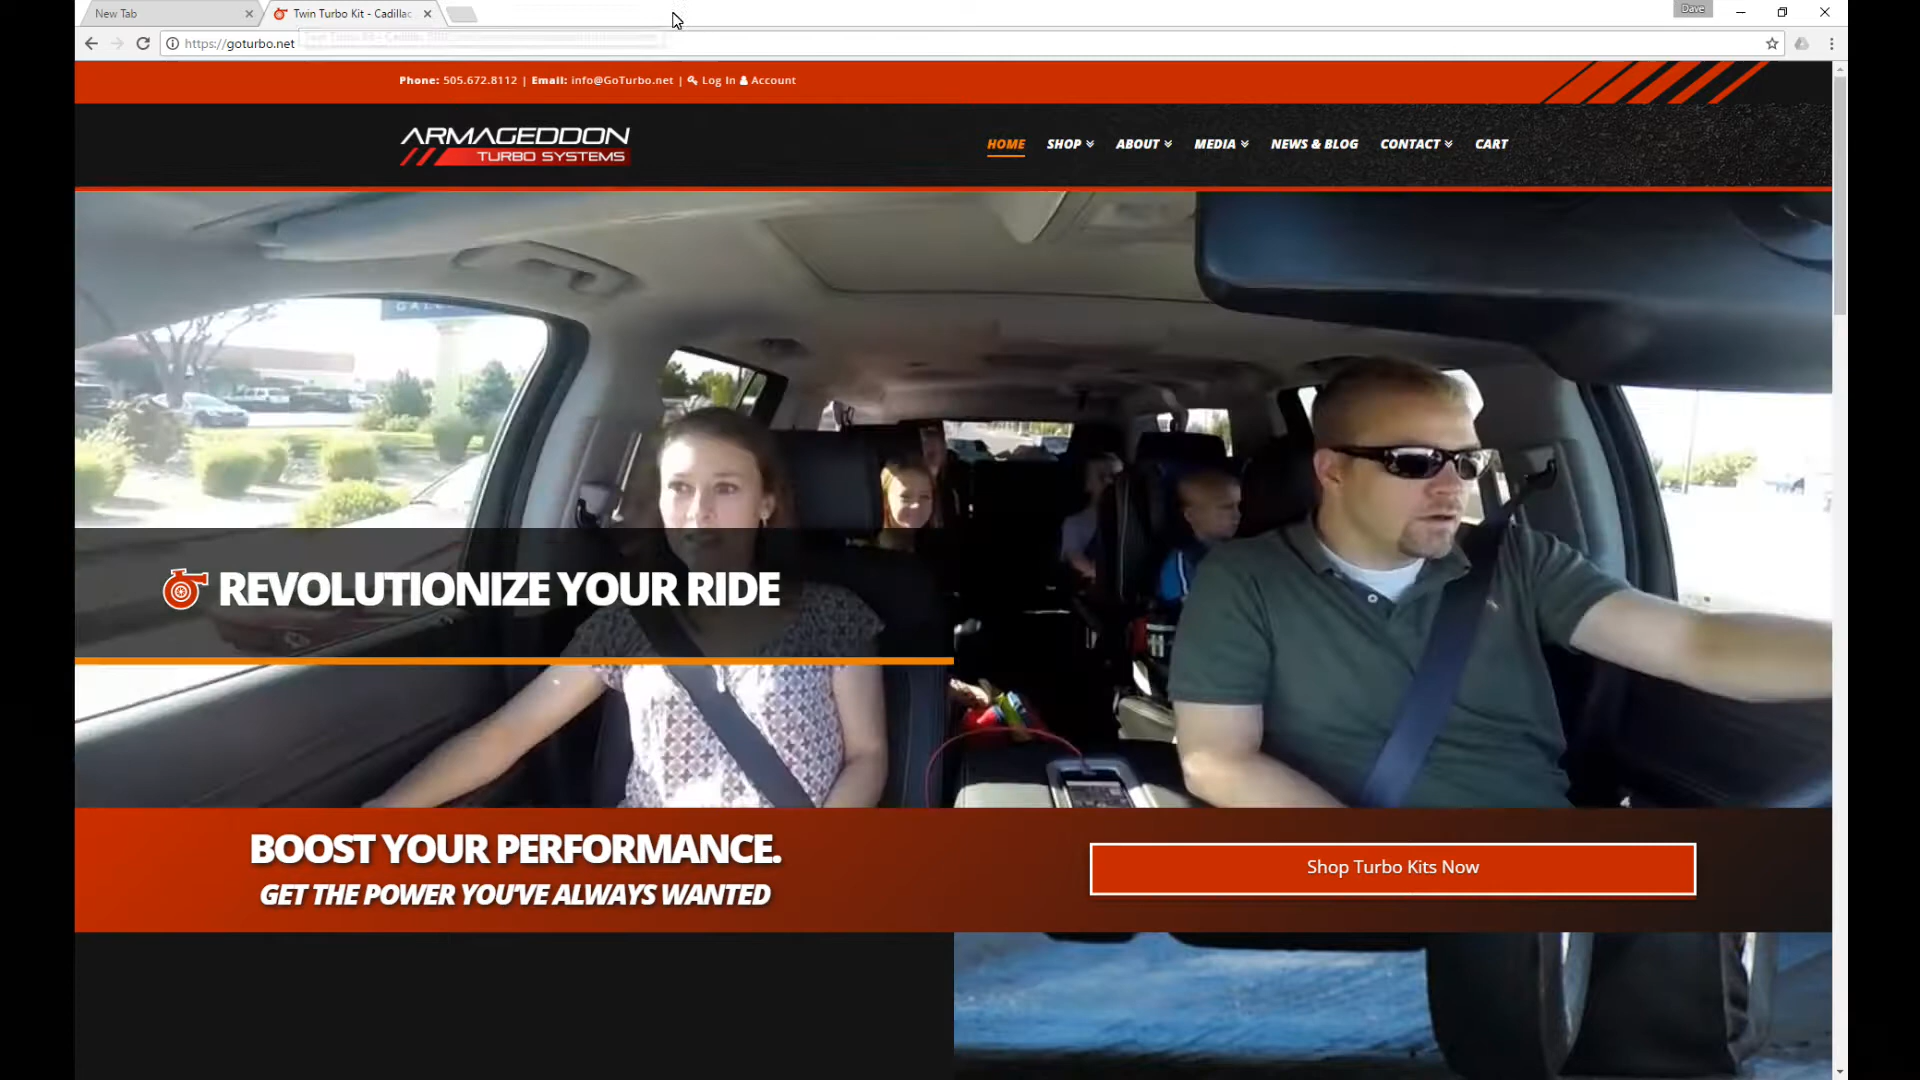 New Tab
Twin Turbo Kit - Cadillac
Dave
https://goturbo.net
Phone: 505.672.8112 | Email: info@GoTurbo.net | Log In Account
ARMAGEDDON
TURBO SYSTEMS
HOME SHOP ABOUT MEDIA NEWS & BLOG CONTACT CART
REVOLUTIONIZE YOUR RIDE
BOOST YOUR PERFORMANCE.
GET THE POWER YOU'VE ALWAYS WANTED
Shop Turbo Kits Now